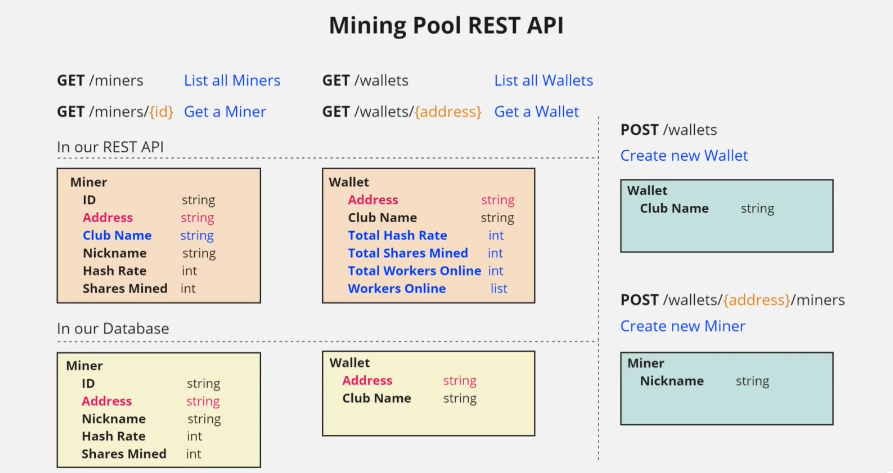 Mining Pool REST API
GET /miners List all Miners
GET /miners/{id} Get a Miner
GET /wallets List all Wallets
GET /wallets/{address} Get a Wallet
In our REST API
Miner
ID string
Address string
Club Name string
Nickname string
Hash Rate int
Shares Mined int
Wallet
Address string
Club Name string
Total Hash Rate int
Total Shares Mined int
Total Workers Online int
Workers Online list
In our Database
Miner
ID string
Address string
Nickname string
Hash Rate int
Shares Mined int
Wallet
Address string
Club Name string
POST /wallets
Create new Wallet
Wallet
Club Name string
POST /wallets/{address}/miners
Create new Miner
Miner
Nickname string